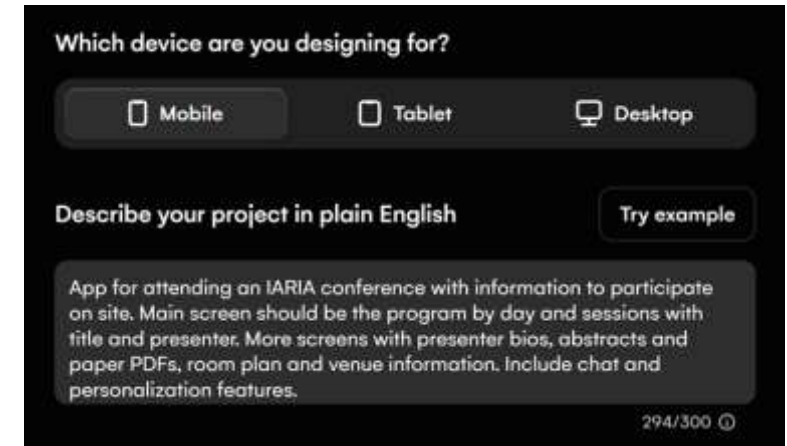 Which device are you designing for?
Mobile Tablet Desktop
Describe your project in plain English Try example
App for attending an IARIA conference with information to participate
on site. Main screen should be the program by day and sessions with
title and presenter. More screens with presenter bios, abstracts and
paper PDFs, room plan and venue information. Include chat and
personalization features.
294/300